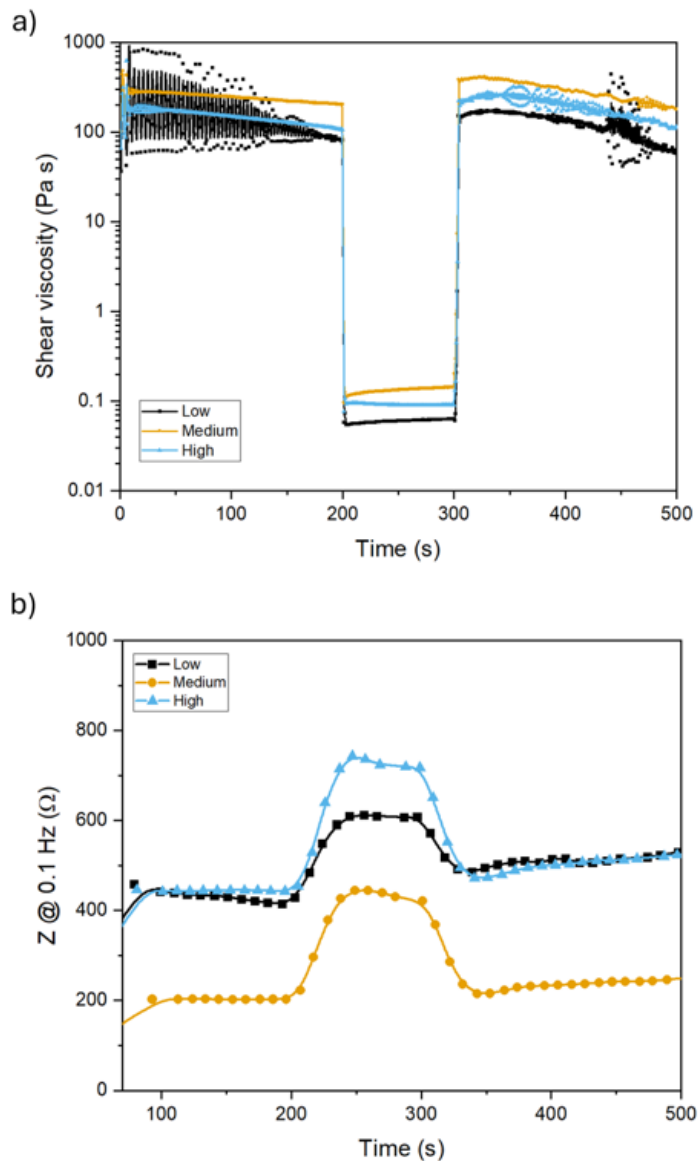 a)
1000
100
10
1
0.1
0.01
Shear viscosity (Pa s)
Low
Medium
High
0 100 200 300 400 500
Time (s)
b)
1000
800
600
400
200
0
Z @ 0.1 Hz (Ω)
Low
Medium
High
100 200 300 400 500
Time (s)